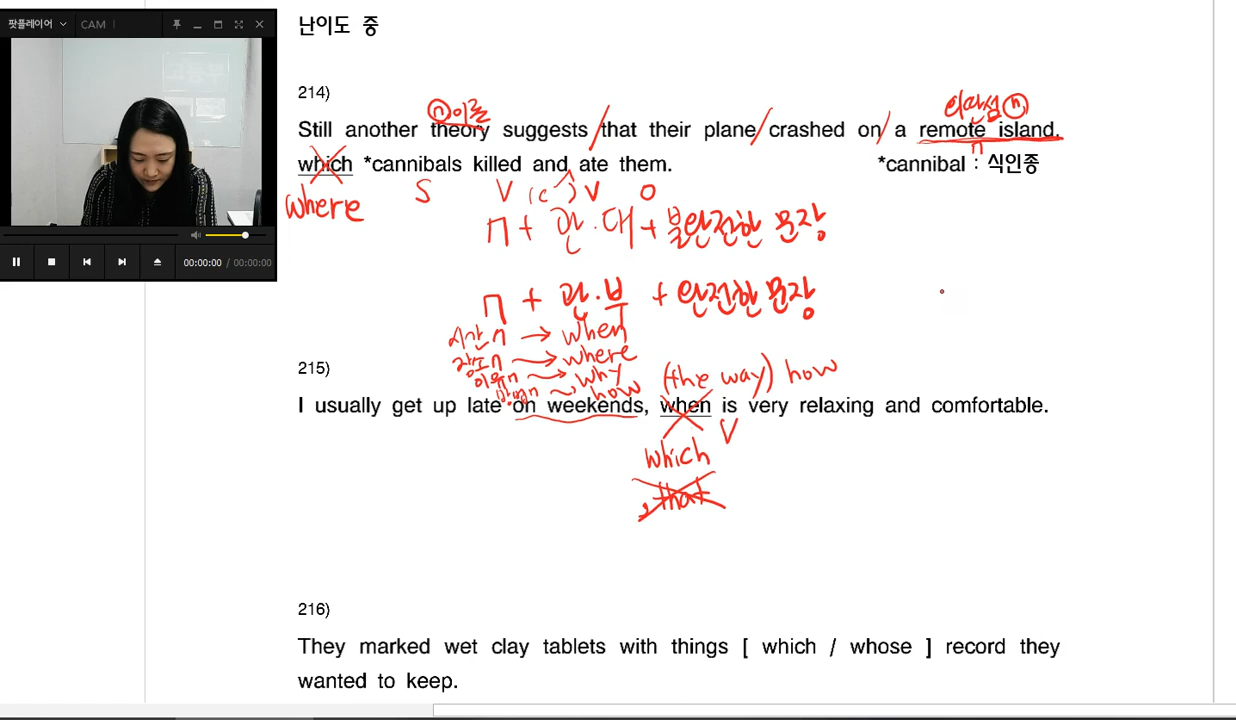 팟플레이어 CAM
00:00:00 / 00:00:00
난이도 중
214)
ⓝ이론
외딴섬ⓝ
Still another theory suggests that their plane crashed on a remote island.
n
which *cannibals killed and ate them. *cannibal : 식인종
where S V (c V O
n + 관.대 + 불완전한 문장
n + 관.부 + 완전한 문장
시간n → when
장소n → where
이유n → why
방법n → how
(the way) how
215)
I usually get up late on weekends, when is very relaxing and comfortable.
V
which
, that
216)
They marked wet clay tablets with things [ which / whose ] record they
wanted to keep.